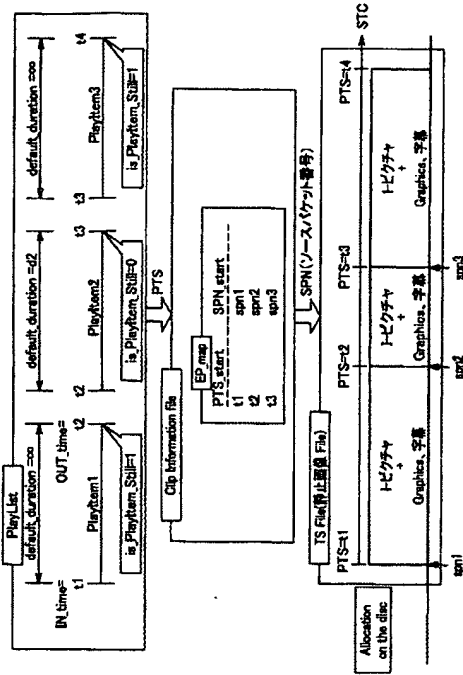 PlayList
default_duration =∞
default_duration =d2
default_duration =∞
IN_time=
OUT_time=
t1
t2
t2
t3
t3
t4
PlayItem1
PlayItem2
PlayItem3
is_PlayItem_Still=1
is_PlayItem_Still=0
is_PlayItem_Still=1
PTS
Clip Information file
EP_map
PTS_start
SPN_start
t1
spn1
t2
spn2
t3
spn3
SPN(ソースパケット番号)
TS File(静止画像 File)
STC
PTS=t1
PTS=t2
PTS=t3
PTS=t4
I-ピクチャ
+
Graphics、字幕
I-ピクチャ
+
Graphics、字幕
I-ピクチャ
+
Graphics、字幕
Allocation
on the disc
spn1
spn2
spn3